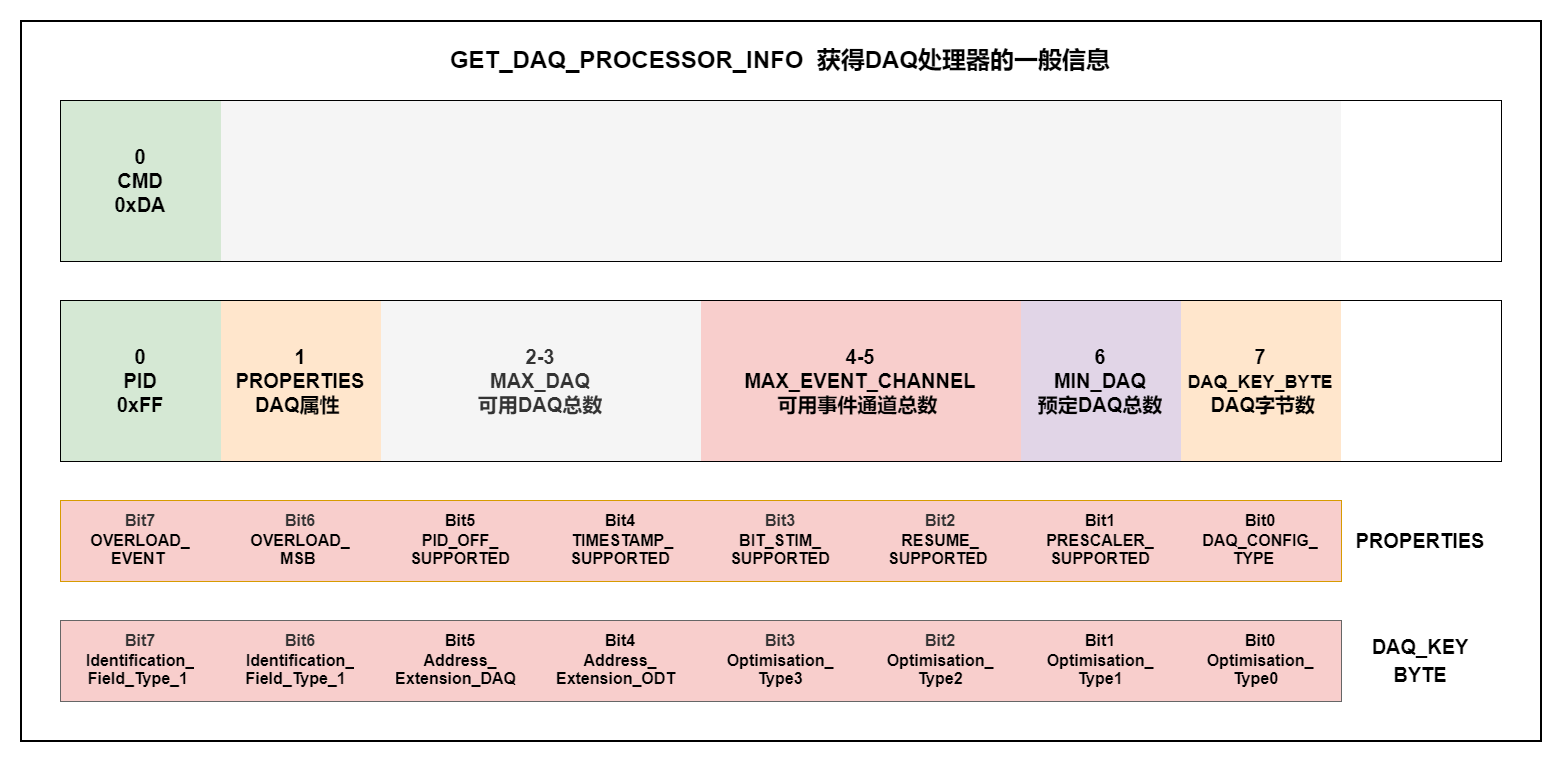 GET_DAQ_PROCESSOR_INFO 获得DAQ处理器的一般信息
0
CMD
0xDA
0
PID
0xFF
1
PROPERTIES
DAQ属性
2-3
MAX_DAQ
可用DAQ总数
4-5
MAX_EVENT_CHANNEL
可用事件通道总数
6
MIN_DAQ
预定DAQ总数
7
DAQ_KEY_BYTE
DAQ字节数
Bit7
OVERLOAD_
EVENT
Bit6
OVERLOAD_
MSB
Bit5
PID_OFF_
SUPPORTED
Bit4
TIMESTAMP_
SUPPORTED
Bit3
BIT_STIM_
SUPPORTED
Bit2
RESUME_
SUPPORTED
Bit1
PRESCALER_
SUPPORTED
Bit0
DAQ_CONFIG_
TYPE
PROPERTIES
Bit7
Identification_
Field_Type_1
Bit6
Identification_
Field_Type_1
Bit5
Address_
Extension_DAQ
Bit4
Address_
Extension_ODT
Bit3
Optimisation_
Type3
Bit2
Optimisation_
Type2
Bit1
Optimisation_
Type1
Bit0
Optimisation_
Type0
DAQ_KEY
BYTE